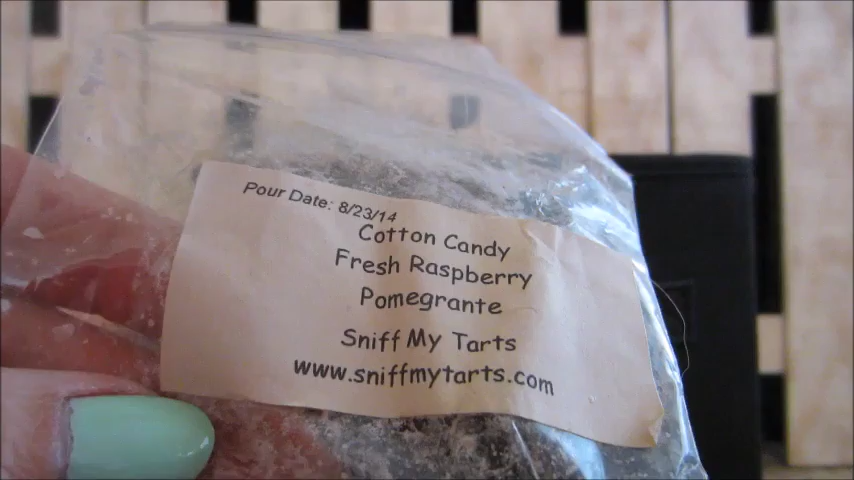 Pour Date: 8/23/14
Cotton Candy
Fresh Raspberry
Pomegrante
Sniff My Tarts
www.sniffmytarts.com